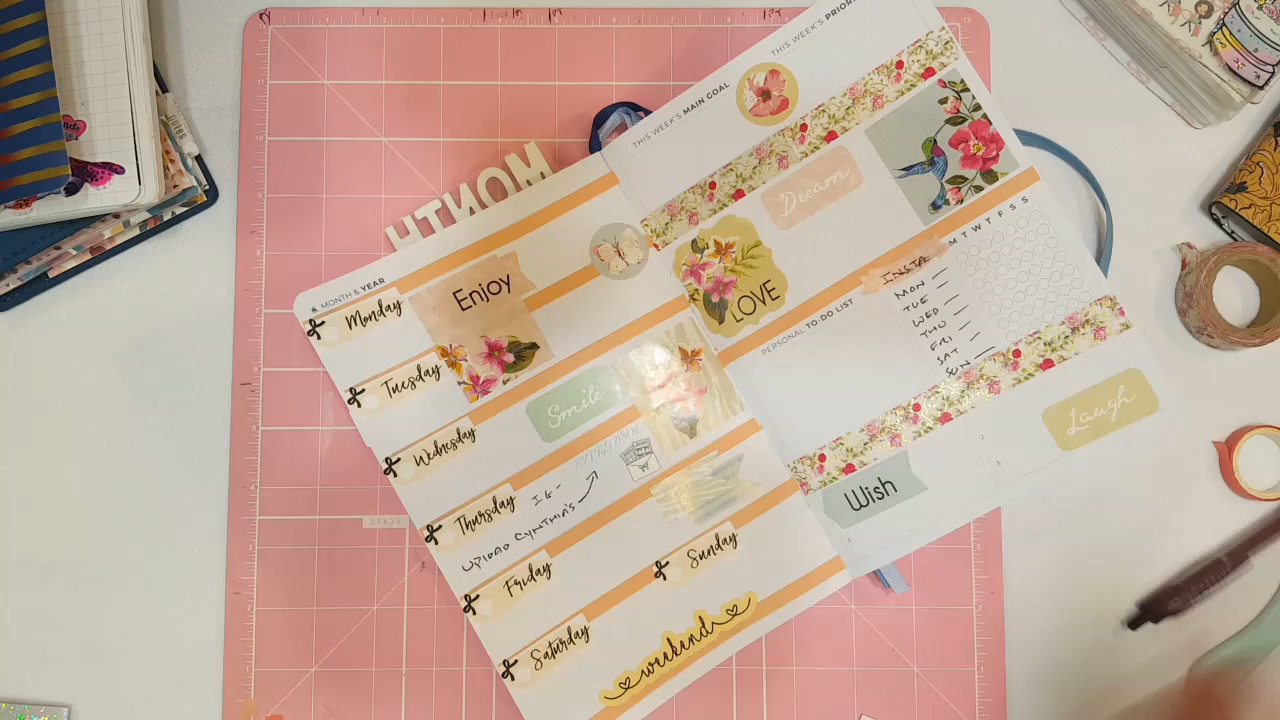 MONTH
MONTH & YEAR
Monday
Enjoy
Tuesday
Wednesday
Smile
Thursday
IG-
UPLOAD CYNTHIA'S
Friday
Saturday
Sunday
weekend
THIS WEEK'S MAIN GOAL
THIS WEEK'S
Dream
LOVE
PERSONAL TO-DO LIST
INSTA
M T W T F S S
MON
TUE
WED
THU
FRI
SAT
SUN
Wish
Laugh